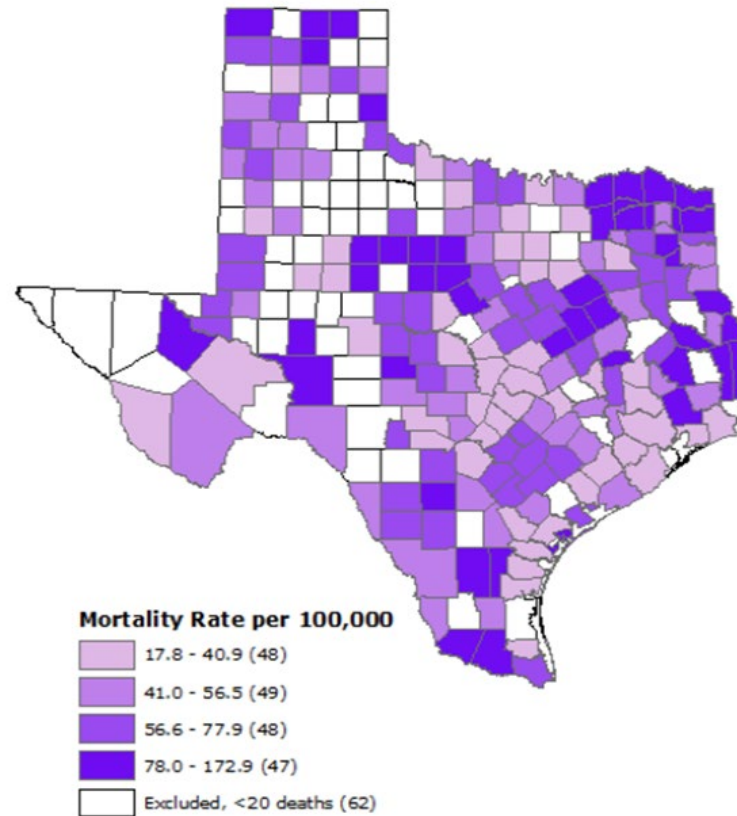 Mortality Rate per 100,000
17.8 - 40.9 (48)
41.0 - 56.5 (49)
56.6 - 77.9 (48)
78.0 - 172.9 (47)
Excluded, <20 deaths (62)